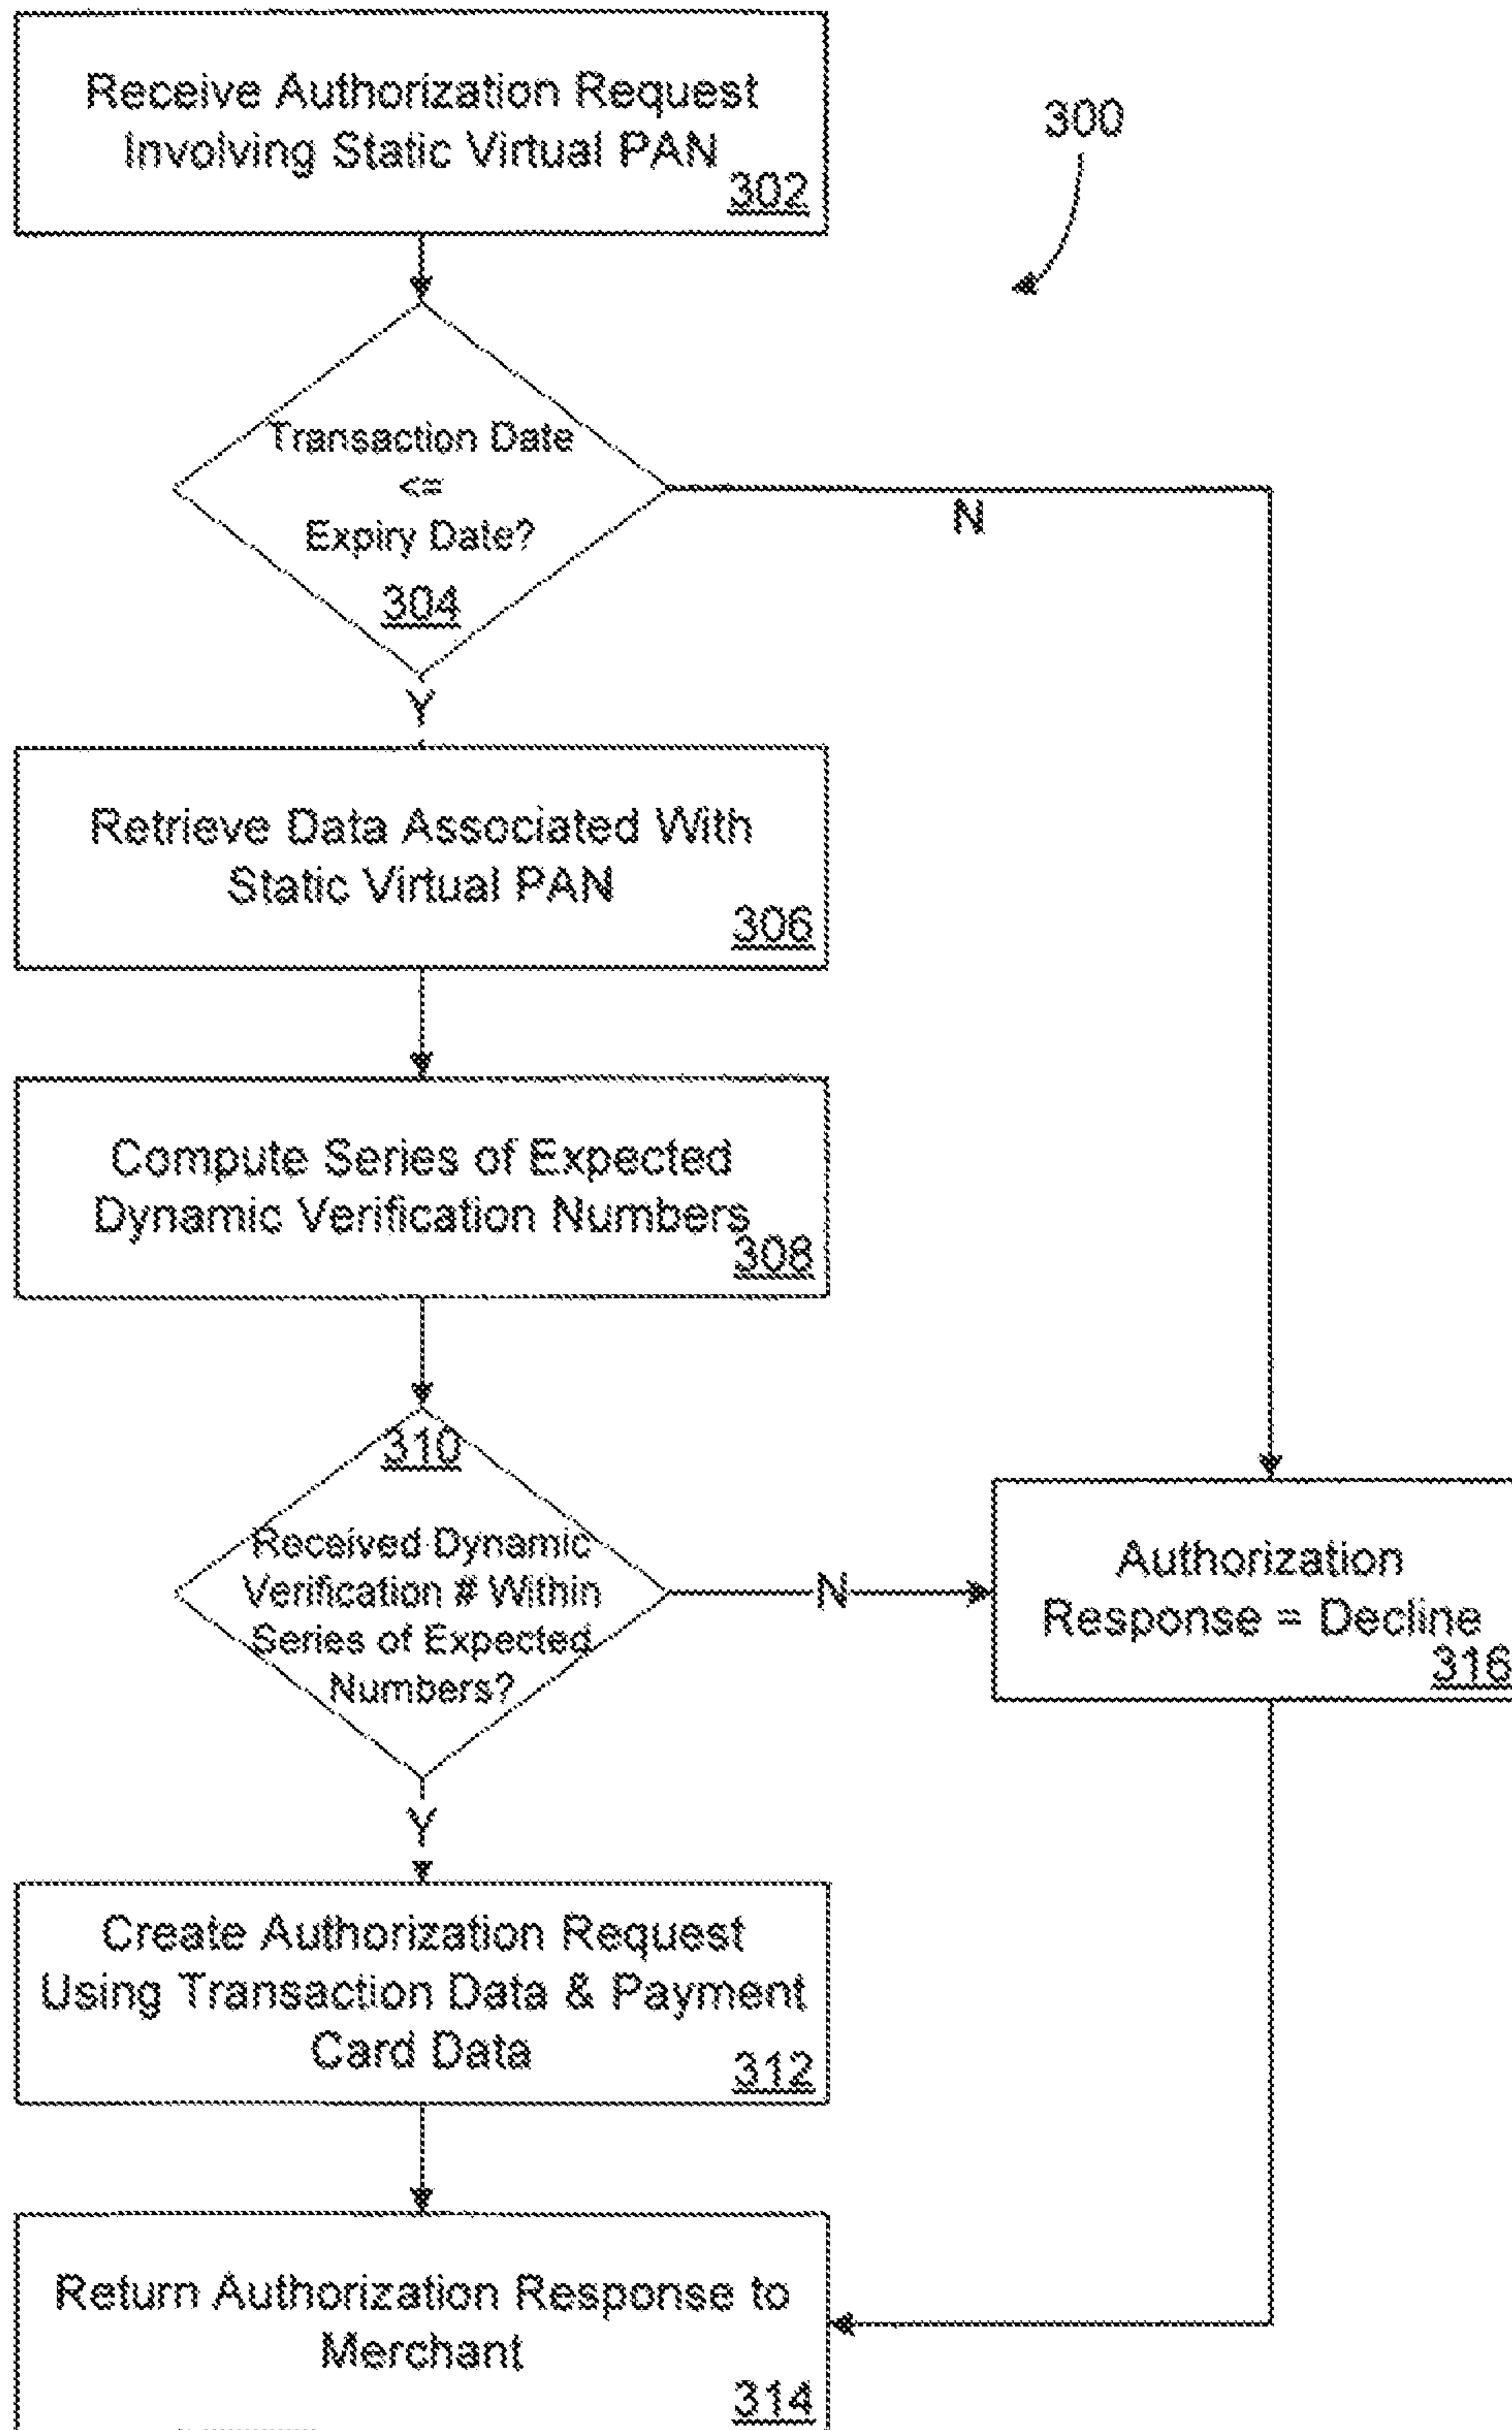 Receive Authorization Request
Involving Static Virtual PAN
302
300
Transaction Date
<=
Expiry Date?
304
N
Y
Retrieve Data Associated With
Static Virtual PAN
306
Compute Series of Expected
Dynamic Verification Numbers
308
310
Received Dynamic
Verification # Within
Series of Expected
Numbers?
N
Authorization
Response = Decline
316
Y
Create Authorization Request
Using Transaction Data & Payment
Card Data
312
Return Authorization Response to
Merchant
314